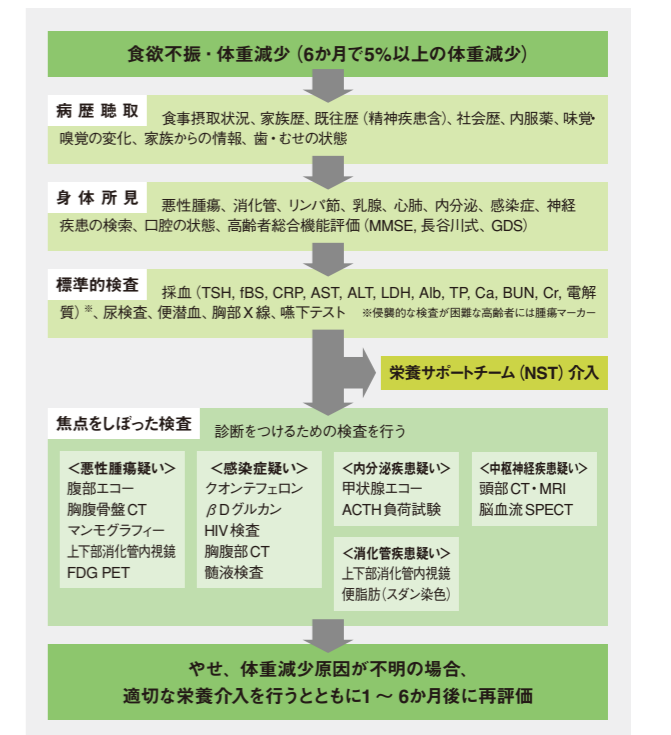 食欲不振・体重減少（6か月で5%以上の体重減少）
病歴聴取 食事摂取状況、家族歴、既往歴（精神疾患含）、社会歴、内服薬、味覚・
嗅覚の変化、家族からの情報、歯・むせの状態
身体所見 悪性腫瘍、消化管、リンパ節、乳腺、心肺、内分泌、感染症、神経
疾患の検索、口腔の状態、高齢者総合機能評価（MMSE, 長谷川式、GDS）
標準的検査 採血（TSH, fBS, CRP, AST, ALT, LDH, Alb, TP, Ca, BUN, Cr, 電解
質）※、尿検査、便潜血、胸部X線、嚥下テスト ※侵襲的な検査が困難な高齢者には腫瘍マーカー
栄養サポートチーム（NST）介入
焦点をしぼった検査 診断をつけるための検査を行う
＜悪性腫瘍疑い＞
腹部エコー
胸腹骨盤CT
マンモグラフィー
上下部消化管内視鏡
FDG PET
＜感染症疑い＞
クオンテフェロン
βDグルカン
HIV検査
胸腹部CT
髄液検査
＜内分泌疾患疑い＞
甲状腺エコー
ACTH負荷試験
＜消化管疾患疑い＞
上下部消化管内視鏡
便脂肪（スダン染色）
＜中枢神経疾患疑い＞
頭部CT・MRI
脳血流SPECT
やせ、体重減少原因が不明の場合、
適切な栄養介入を行うとともに1 ～ 6か月後に再評価